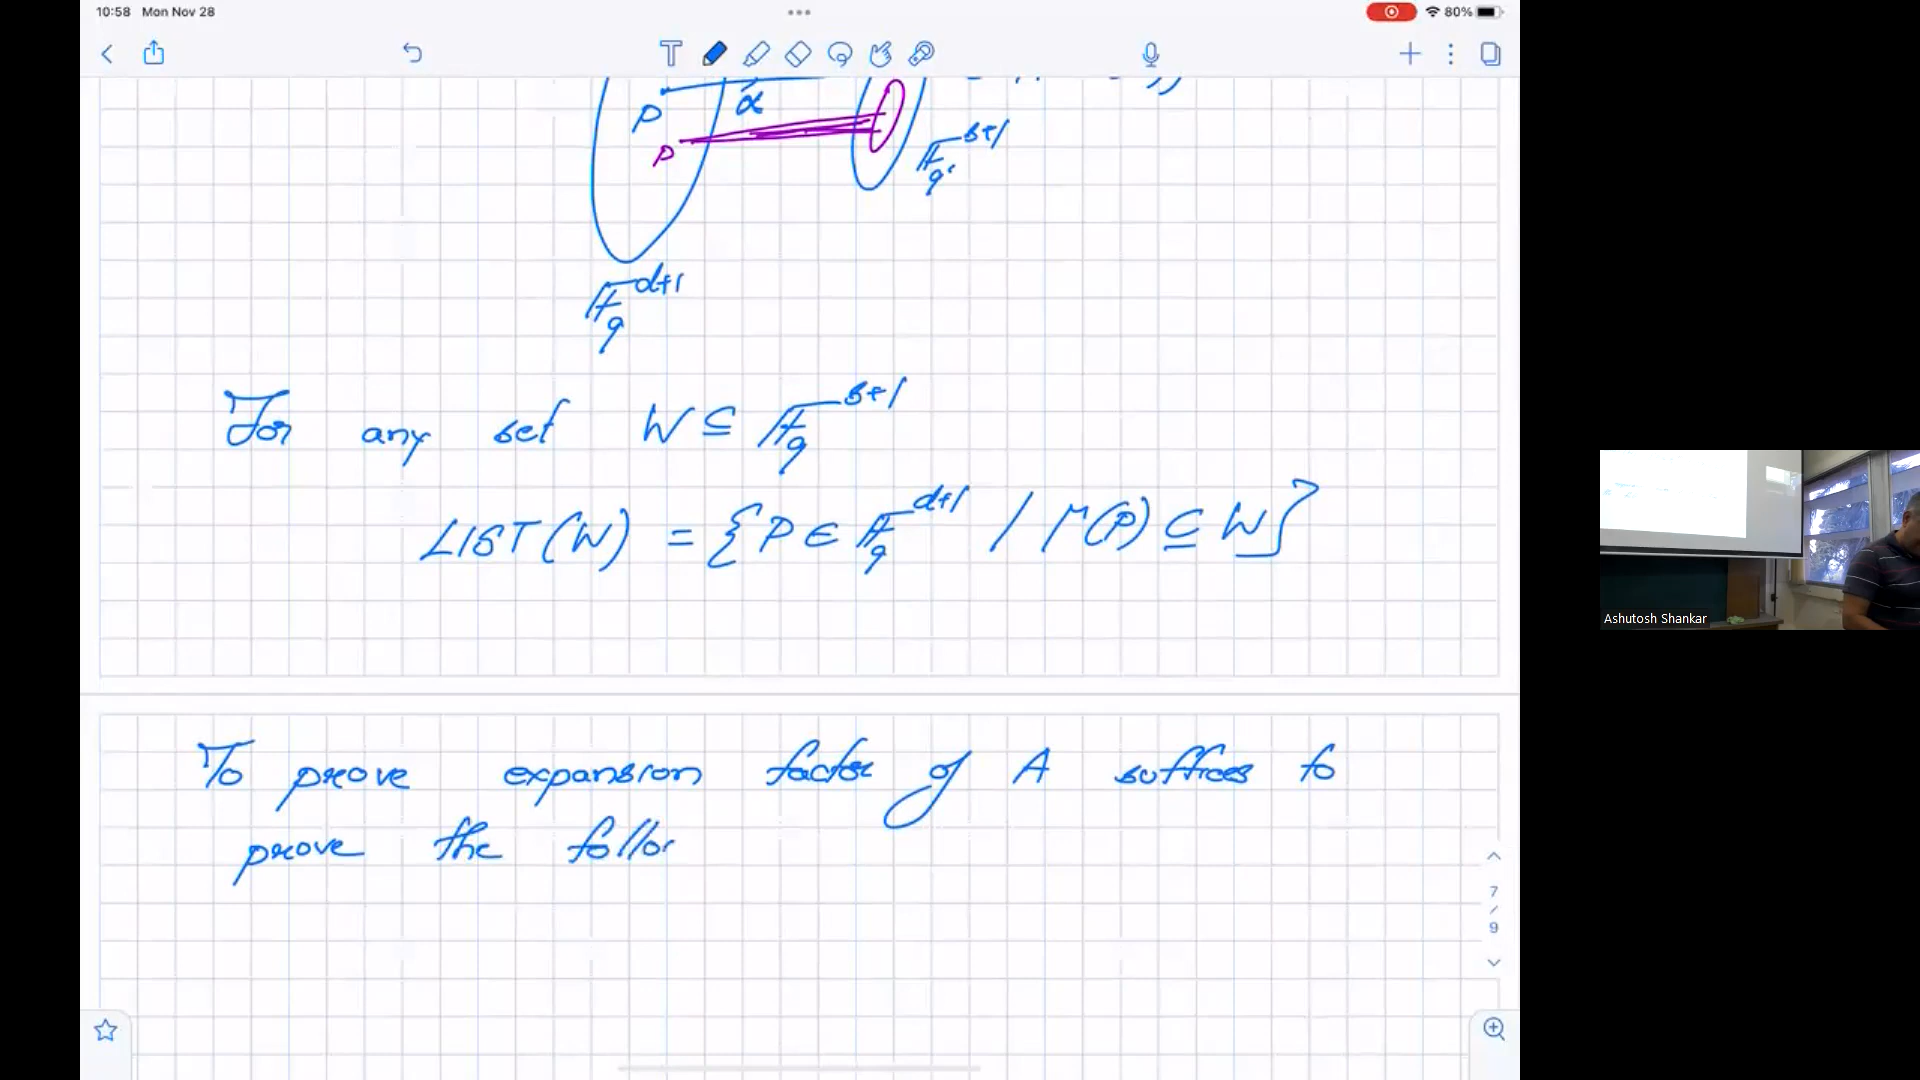 10:58 Mon Nov 28
80%
P
α
P
F_q^{s+1}
F_q^{d+1}
For any set W ⊆ F_q^{s+1}
LIST(W) = {P ∈ F_q^{d+1} / Γ(P) ⊆ W}
To prove expansion factor of A suffices to
prove the follo
7
/
9
Ashutosh Shankar